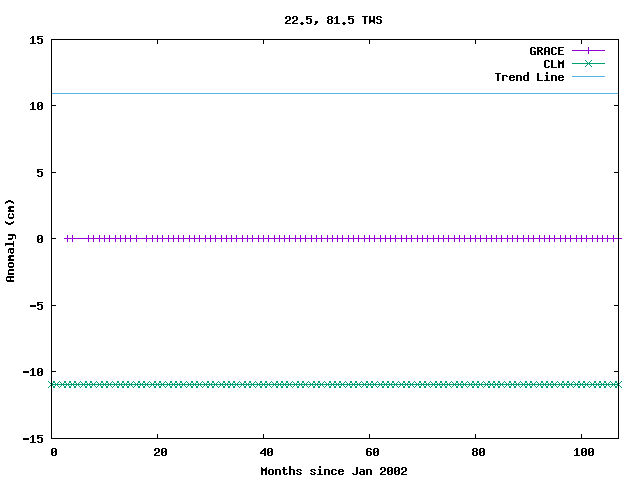 22.5, 81.5 TWS
GRACE
CLM
Trend Line
15
10
5
0
-5
-10
-15
Anomaly (cm)
0 20 40 60 80 100
Months since Jan 2002